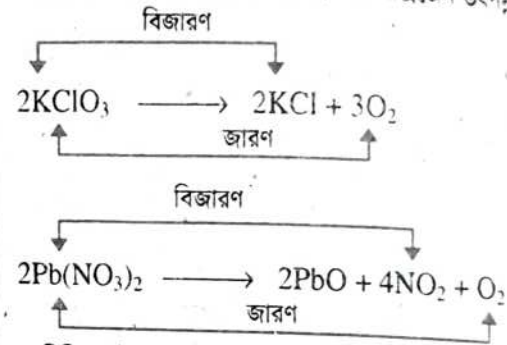 বিজারণ
2KClO₃ ⟶ 2KCl + 3O₂
জারণ
বিজারণ
2Pb(NO₃)₂ ⟶ 2PbO + 4NO₂ + O₂
জারণ